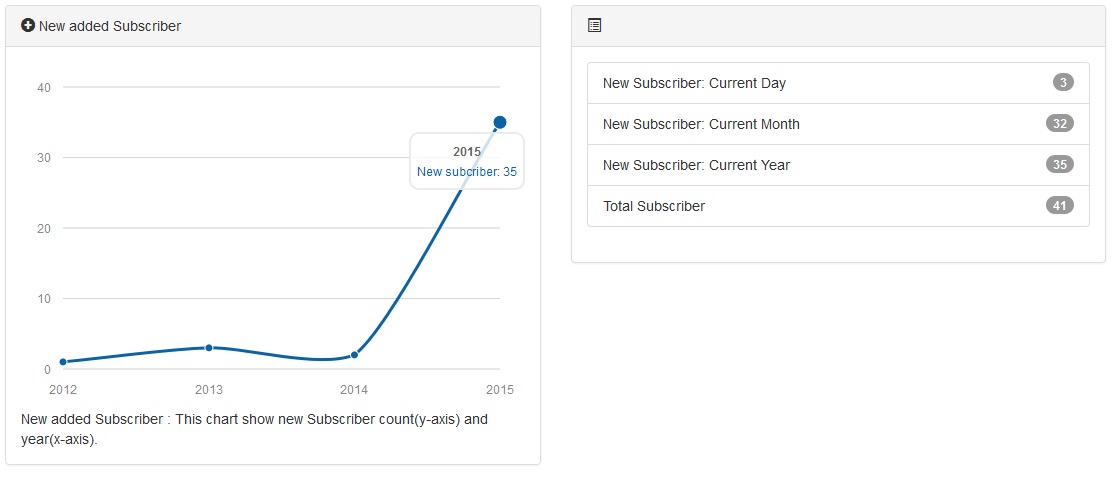 New added Subscriber
40
30
20
10
0
2012 2013 2014 2015
2015
New subcriber: 35
New added Subscriber : This chart show new Subscriber count(y-axis) and
year(x-axis).
New Subscriber: Current Day 3
New Subscriber: Current Month 32
New Subscriber: Current Year 35
Total Subscriber 41